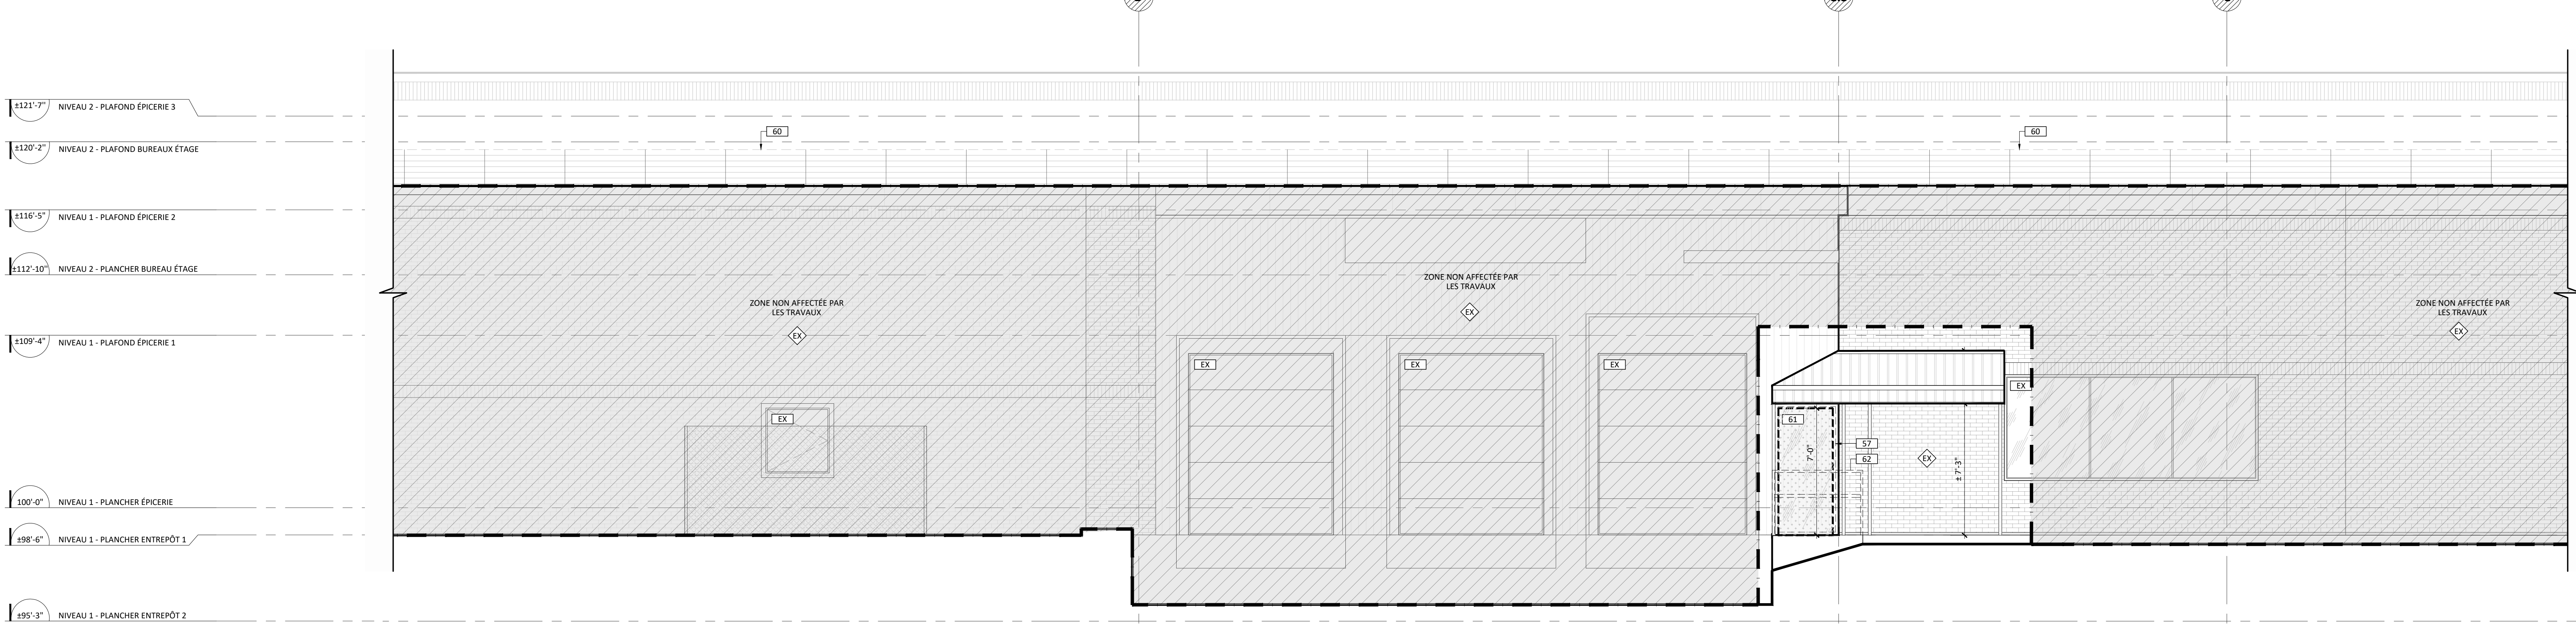 ±121'-7" NIVEAU 2 - PLAFOND ÉPICERIE 3
±120'-2" NIVEAU 2 - PLAFOND BUREAUX ÉTAGE
±116'-5" NIVEAU 1 - PLAFOND ÉPICERIE 2
±112'-10" NIVEAU 2 - PLANCHER BUREAU ÉTAGE
±109'-4" NIVEAU 1 - PLAFOND ÉPICERIE 1
100'-0" NIVEAU 1 - PLANCHER ÉPICERIE
±98'-6" NIVEAU 1 - PLANCHER ENTREPÔT 1
±95'-3" NIVEAU 1 - PLANCHER ENTREPÔT 2
60
60
ZONE NON AFFECTÉE PAR
LES TRAVAUX
EX
EX
ZONE NON AFFECTÉE PAR
LES TRAVAUX
EX
EX
EX
EX
61
7'-0"
57
62
EX
± 7'-3"
EX
ZONE NON AFFECTÉE PAR
LES TRAVAUX
EX